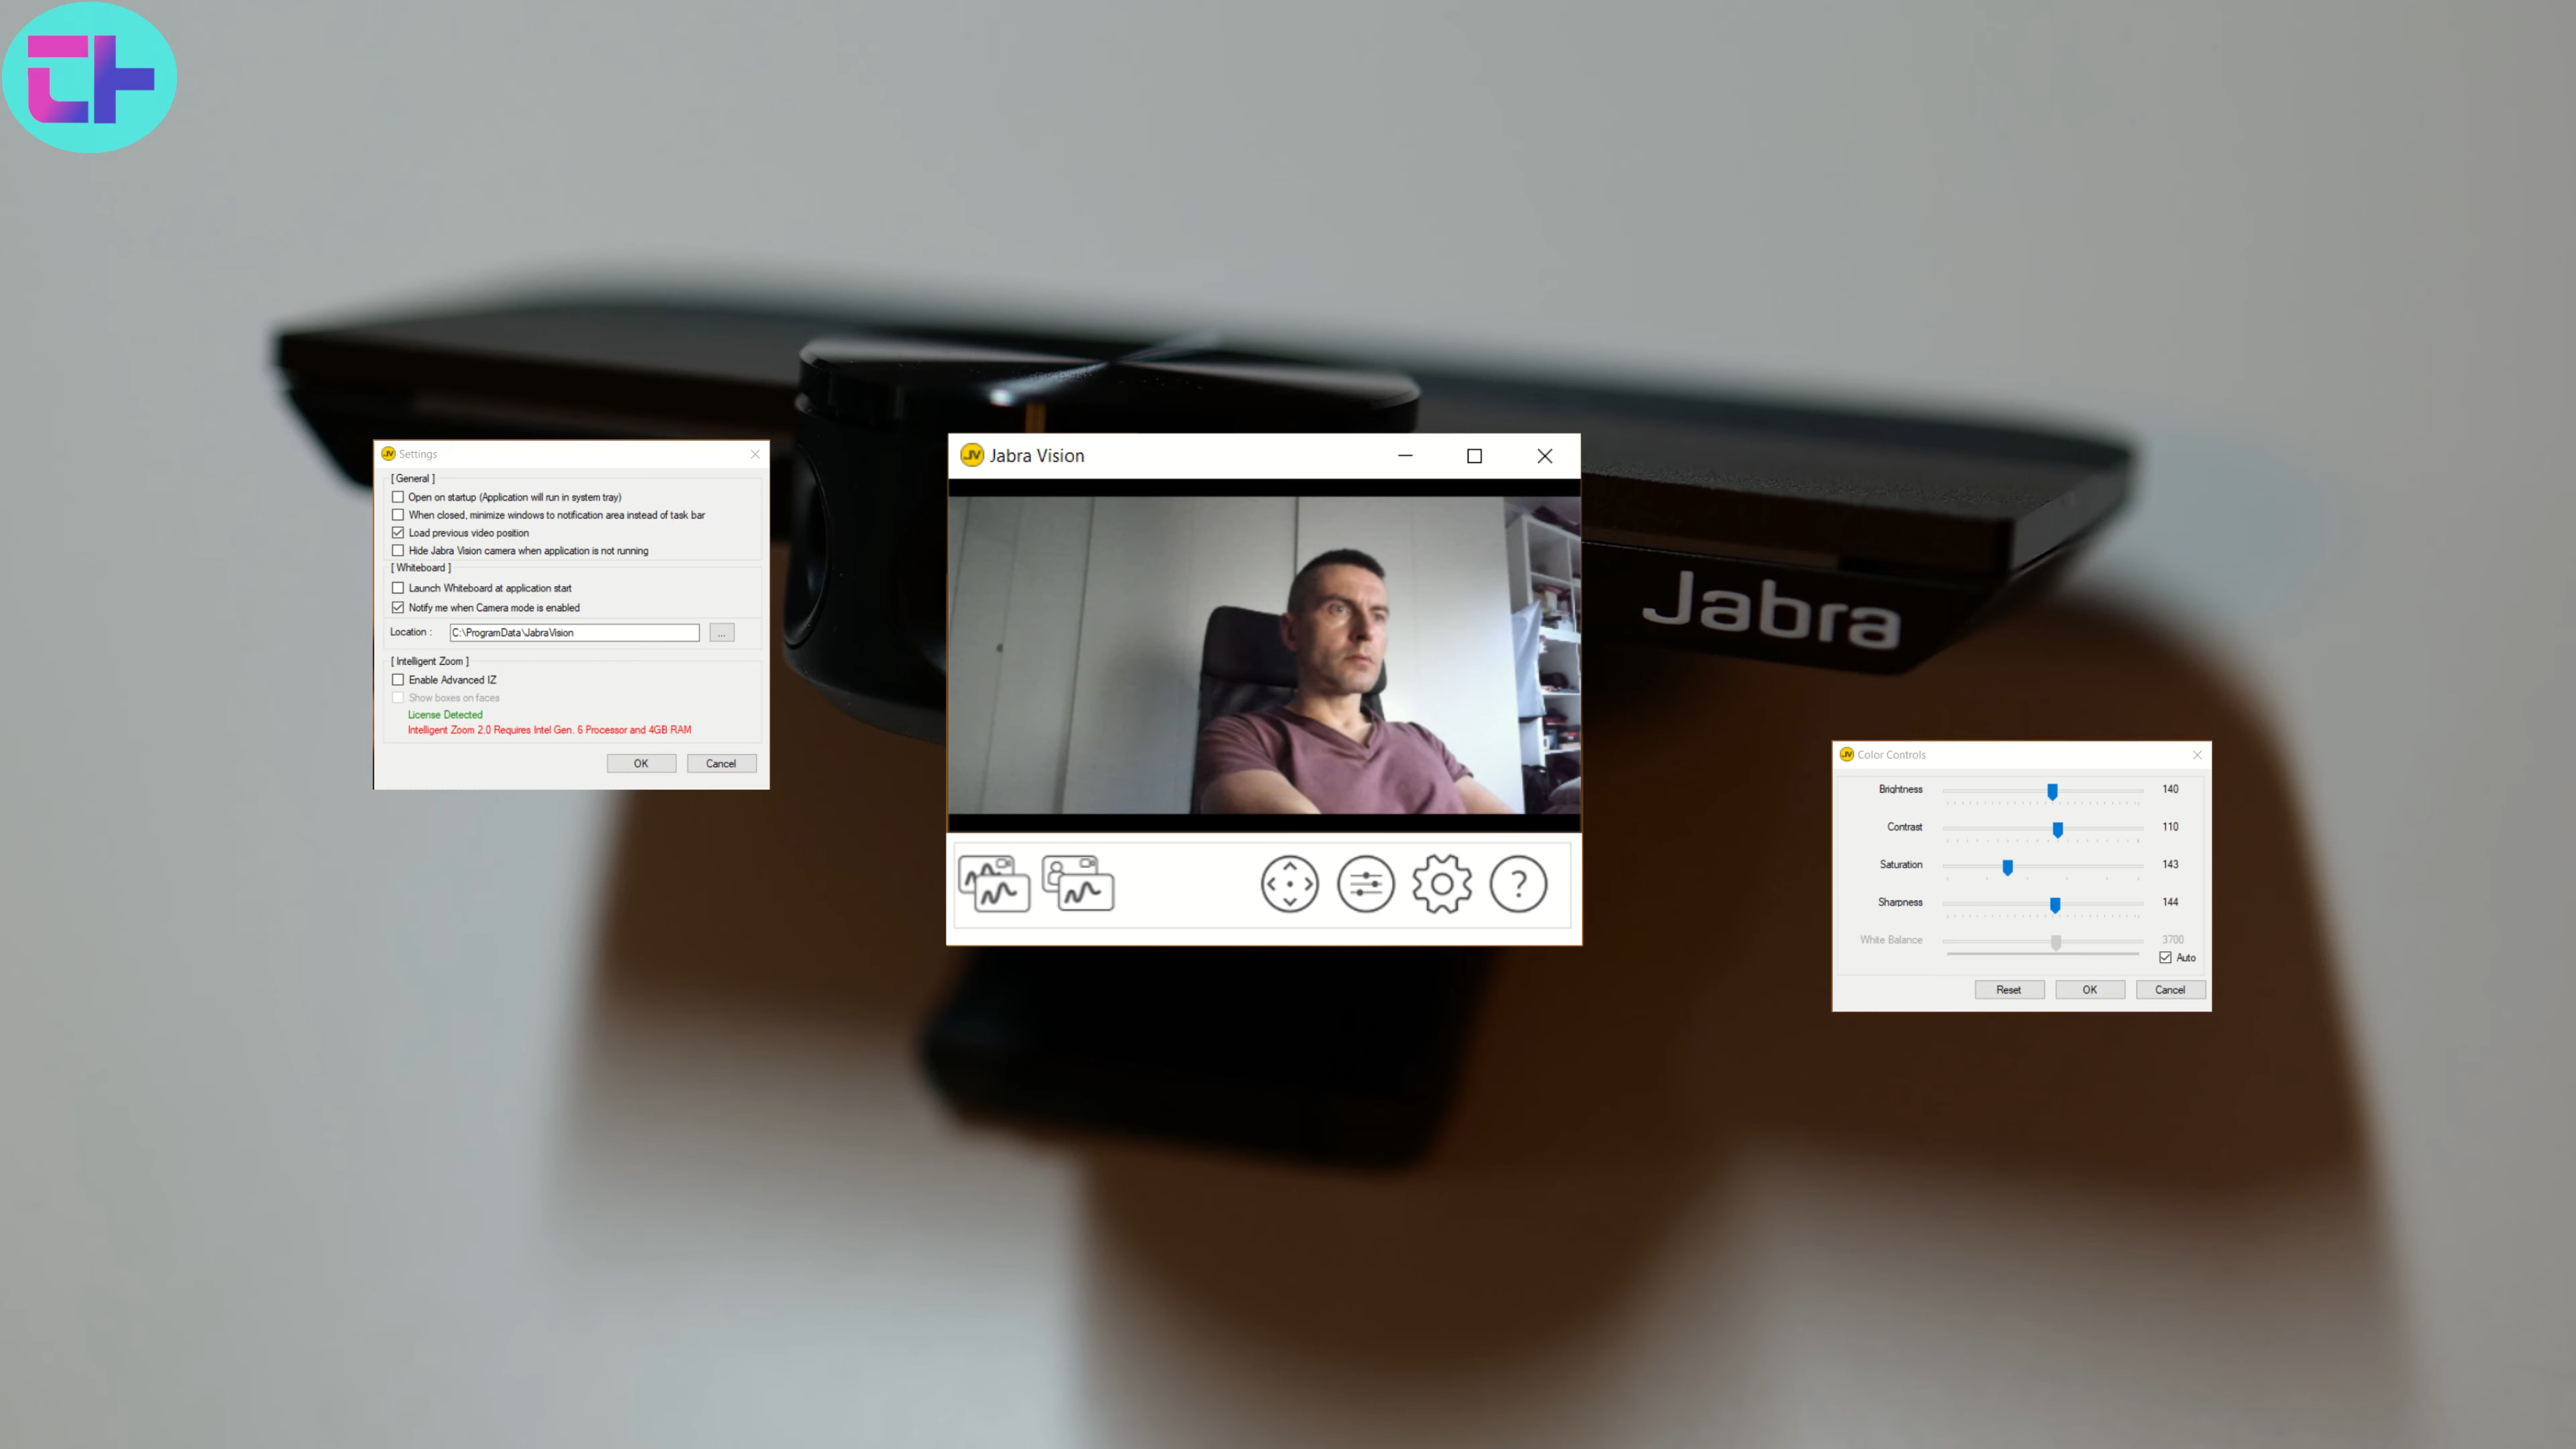 Settings
[ General ]
Open on startup (Application will run in system tray)
When closed, minimize windows to notification area instead of task bar
Load previous video position
Hide Jabra Vision camera when application is not running
[ Whiteboard ]
Launch Whiteboard at application start
Notify me when Camera mode is enabled
Location : C:\ProgramData\JabraVision ...
[ Intelligent Zoom ]
Enable Advanced IZ
Show boxes on faces
License Detected
Intelligent Zoom 2.0 Requires Intel Gen. 6 Processor and 4GB RAM
OK Cancel
JV Jabra Vision
?
Jabra
Color Controls
Brightness 140
Contrast 110
Saturation 143
Sharpness 144
White Balance 3700
Auto
Reset OK Cancel